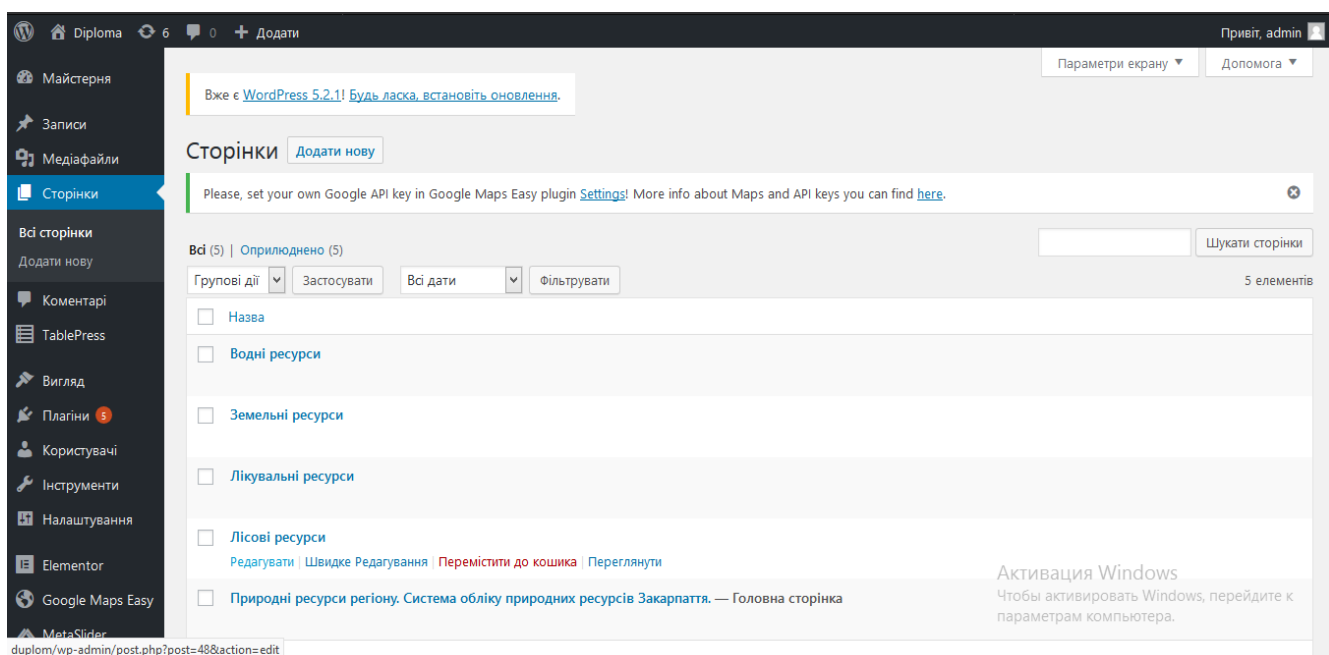 Diploma 6 0 + Додати Привіт, admin
Майстерня
Записи
Медіафайли
Сторінки
Всі сторінки
Додати нову
Коментарі
TablePress
Вигляд
Плагіни 5
Користувачі
Інструменти
Налаштування
Elementor
Google Maps Easy
MetaSlider
duplom/wp-admin/post.php?post=48&action=edit
Параметри екрану ▼ Допомога ▼
Вже є WordPress 5.2.1! Будь ласка, встановіть оновлення.
Сторінки Додати нову
Please, set your own Google API key in Google Maps Easy plugin Settings! More info about Maps and API keys you can find here.
Всі (5) | Оприлюднено (5) Шукати сторінки
Групові дії Застосувати Всі дати Фільтрувати 5 елементів
Назва
Водні ресурси
Земельні ресурси
Лікувальні ресурси
Лісові ресурси
Редагувати | Швидке Редагування | Перемістити до кошика | Переглянути
Природні ресурси регіону. Система обліку природних ресурсів Закарпаття. — Головна сторінка
Активация Windows
Чтобы активировать Windows, перейдите к
параметрам компьютера.